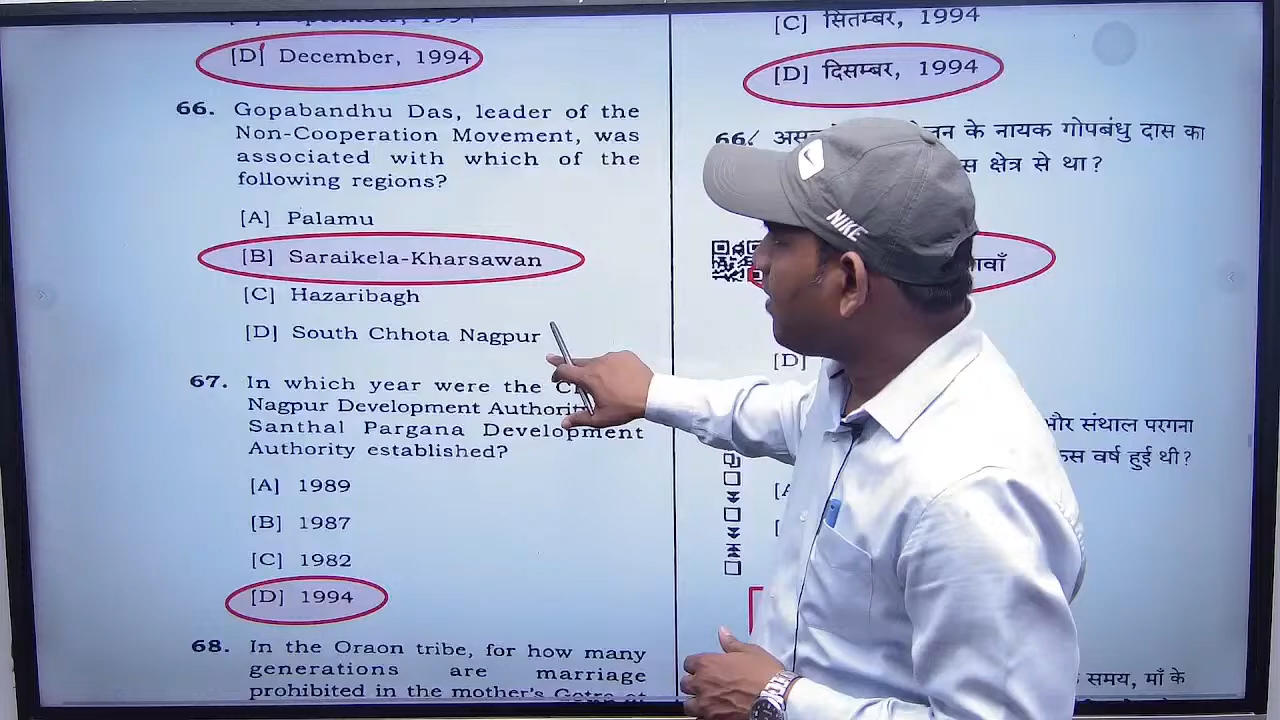 [D] December, 1994
66. Gopabandhu Das, leader of the
Non-Cooperation Movement, was
associated with which of the
following regions?
[A] Palamu
[B] Saraikela-Kharsawan
[C] Hazaribagh
[D] South Chhota Nagpur
67. In which year were the
Nagpur Development
Santhal Pargana Development
Authority established?
[A] 1989
[B] 1987
[C] 1982
[D] 1994
68. In the Oraon tribe, for how many
generations are marriage
prohibited in the mother's Gotra at
[C] सितम्बर, 1994
[D] दिसम्बर, 1994
66. के नायक गोपबंधु दास का
क्षेत्र से था?
[D]
और संथाल परगना
वर्ष हुई थी?
समय, माँ के
NIKE